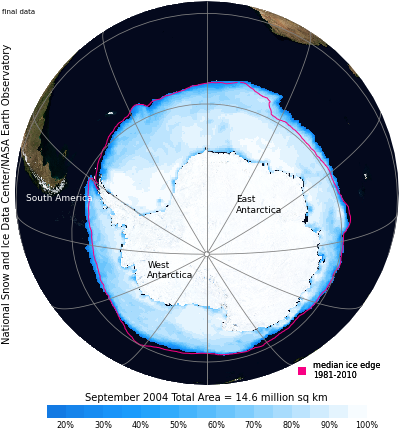 final data
National Snow and Ice Data Center/NASA Earth Observatory
South America
East
Antarctica
West
Antarctica
median ice edge
1981-2010
September 2004 Total Area = 14.6 million sq km
20% 30% 40% 50% 60% 70% 80% 90% 100%